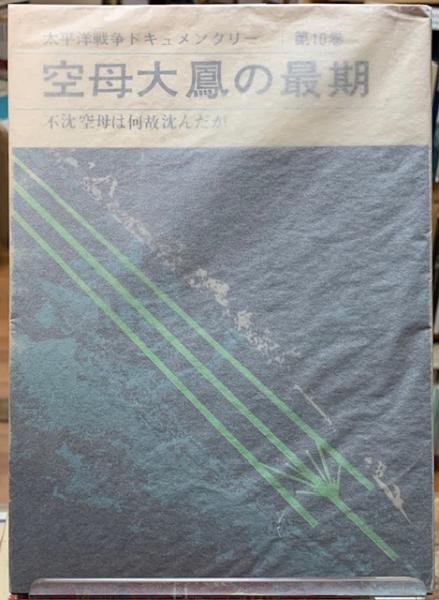 太平洋戦争ドキュメンタリー 第10巻
空母大鳳の最期
不沈空母は何故沈んだか